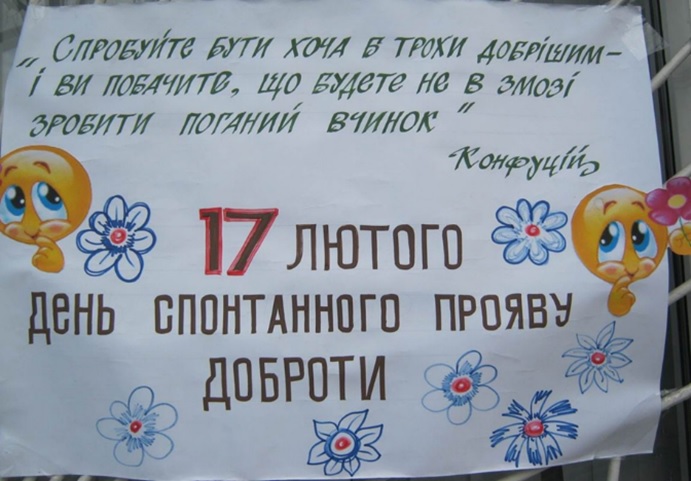 „ Спробуйте бути хоча б трохи добрішим –
і ви побачите, що будете не в змозі
зробити поганий вчинок "
Конфуцій
17 ЛЮТОГО
ДЕНЬ СПОНТАННОГО ПРОЯВУ
ДОБРОТИ